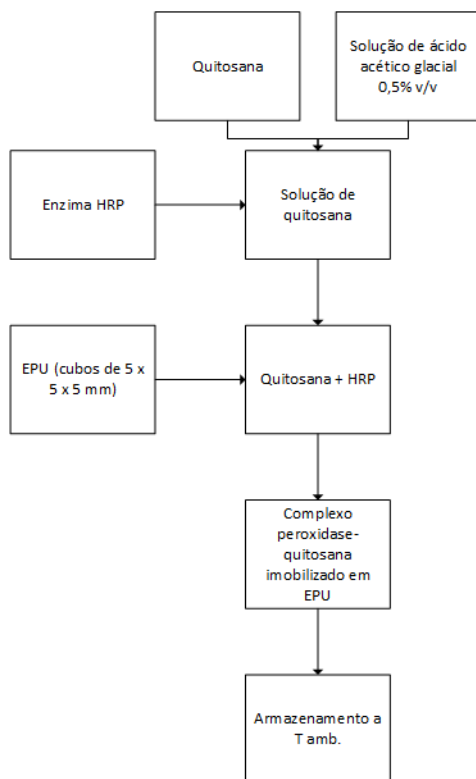 Quitosana
Solução de ácido
acético glacial
0,5% v/v
Enzima HRP
Solução de
quitosana
EPU (cubos de 5 x
5 x 5 mm)
Quitosana + HRP
Complexo
peroxidase-
quitosana
imobilizado em
EPU
Armazenamento a
T amb.